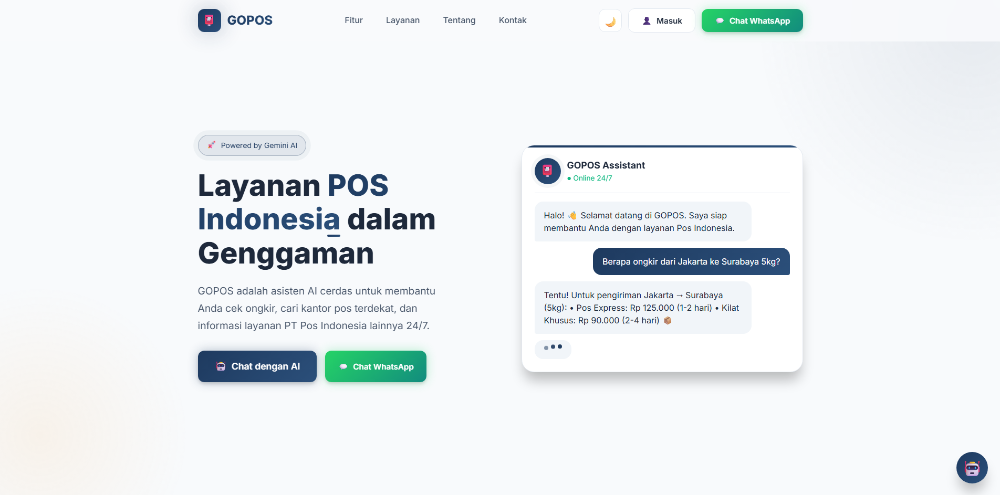 GOPOS
Fitur
Layanan
Tentang
Kontak
Masuk
Chat WhatsApp
Powered by Gemini AI
Layanan POS
Indonesia dalam
Genggaman
GOPOS adalah asisten AI cerdas untuk membantu
Anda cek ongkir, cari kantor pos terdekat, dan
informasi layanan PT Pos Indonesia lainnya 24/7.
Chat dengan AI
Chat WhatsApp
GOPOS Assistant
● Online 24/7
Halo! 👋 Selamat datang di GOPOS. Saya siap
membantu Anda dengan layanan Pos Indonesia.
Berapa ongkir dari Jakarta ke Surabaya 5kg?
Tentu! Untuk pengiriman Jakarta → Surabaya
(5kg): • Pos Express: Rp 125.000 (1-2 hari) • Kilat
Khusus: Rp 90.000 (2-4 hari) 📦